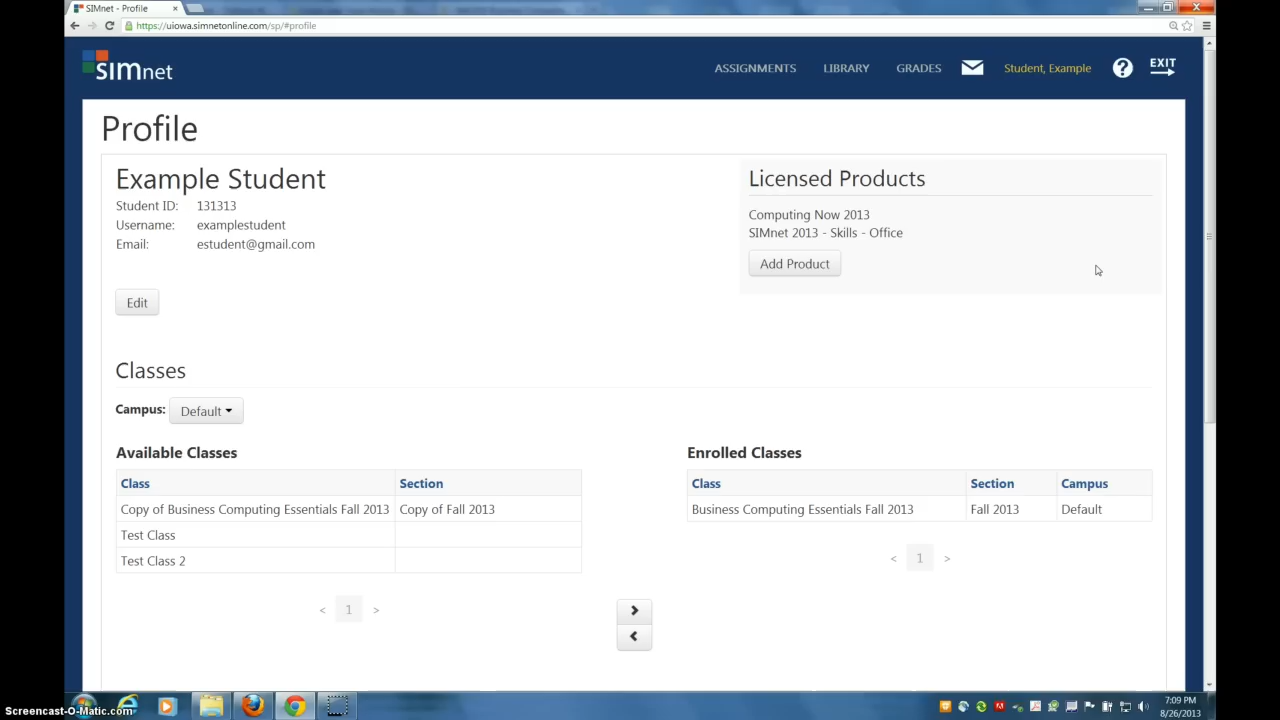 SIMnet - Profile
https://uiowa.simnetonline.com/sp/#profile
SIMnet
ASSIGNMENTS LIBRARY GRADES Student, Example ? EXIT
Profile
Example Student
Student ID: 131313
Username: examplestudent
Email: estudent@gmail.com
Edit
Licensed Products
Computing Now 2013
SIMnet 2013 - Skills - Office
Add Product
Classes
Campus: Default
Available Classes
Class Section
Copy of Business Computing Essentials Fall 2013 Copy of Fall 2013
Test Class
Test Class 2
< 1 >
Enrolled Classes
Class Section Campus
Business Computing Essentials Fall 2013 Fall 2013 Default
< 1 >
Screencast-O-Matic.com
7:09 PM
8/26/2013